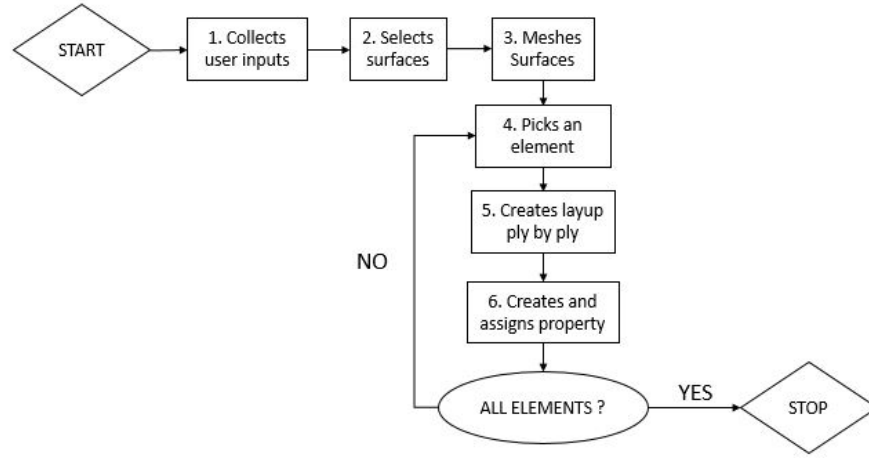 START
1. Collects
user inputs
2. Selects
surfaces
3. Meshes
Surfaces
4. Picks an
element
5. Creates layup
ply by ply
NO
6. Creates and
assigns property
ALL ELEMENTS ?
YES
STOP